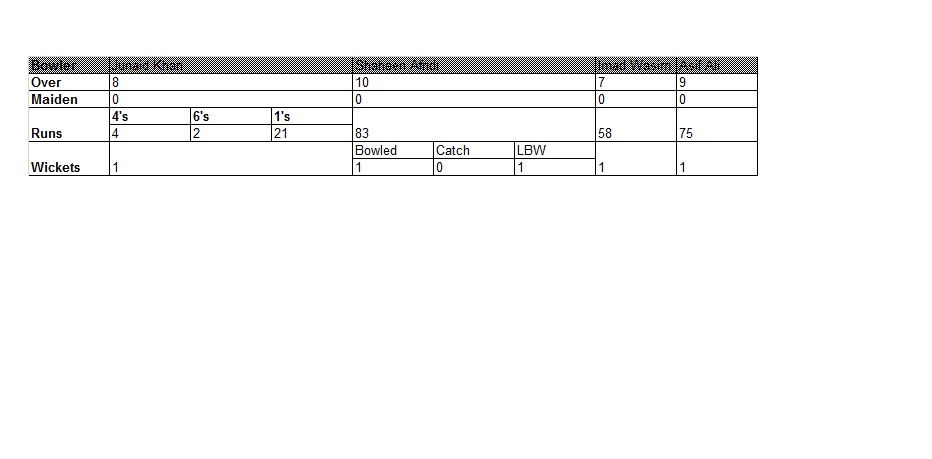 Bowler Junaid Khan Shaheen Afridi Imad Wasim Asif Ali
Over 8 10 7 9
Maiden 0 0 0 0
4's 6's 1's
Runs 4 2 21 83 58 75
Bowled Catch LBW
Wickets 1 1 0 1 1 1